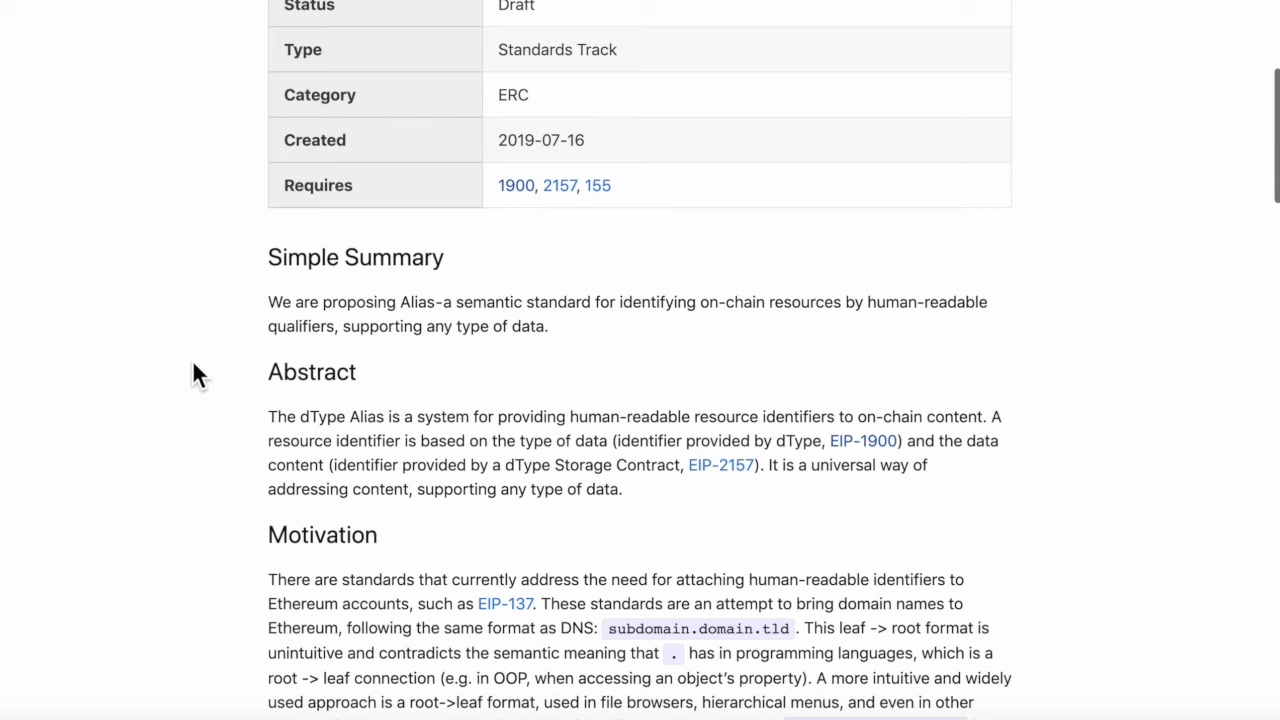 Status Draft
Type Standards Track
Category ERC
Created 2019-07-16
Requires 1900, 2157, 155
Simple Summary
We are proposing Alias-a semantic standard for identifying on-chain resources by human-readable
qualifiers, supporting any type of data.
Abstract
The dType Alias is a system for providing human-readable resource identifiers to on-chain content. A
resource identifier is based on the type of data (identifier provided by dType, EIP-1900) and the data
content (identifier provided by a dType Storage Contract, EIP-2157). It is a universal way of
addressing content, supporting any type of data.
Motivation
There are standards that currently address the need for attaching human-readable identifiers to
Ethereum accounts, such as EIP-137. These standards are an attempt to bring domain names to
Ethereum, following the same format as DNS: subdomain.domain.tld. This leaf -> root format is
unintuitive and contradicts the semantic meaning that . has in programming languages, which is a
root -> leaf connection (e.g. in OOP, when accessing an object’s property). A more intuitive and widely
used approach is a root->leaf format, used in file browsers, hierarchical menus, and even in other